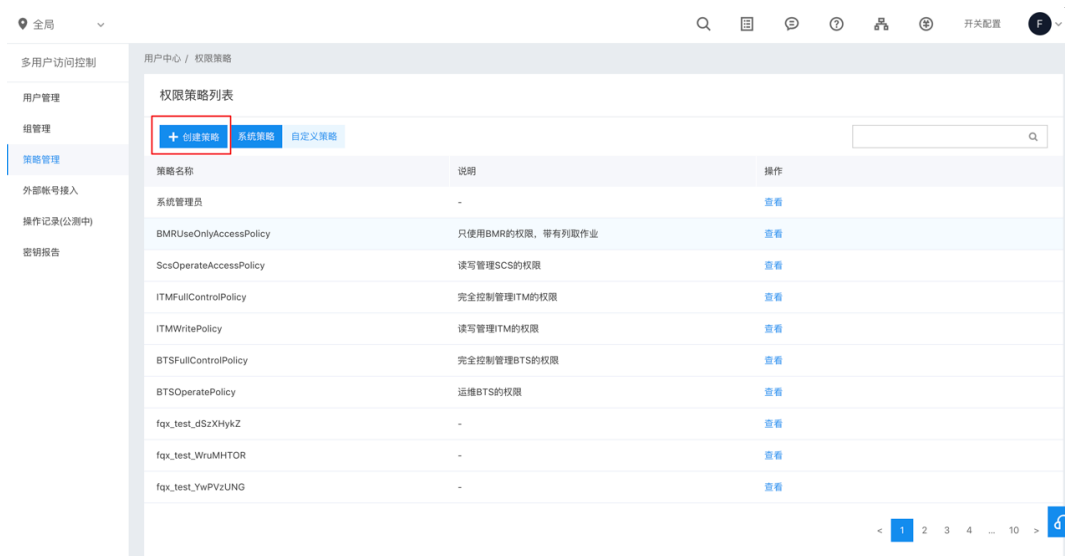 全局
开关配置
F
多用户访问控制
用户管理
组管理
策略管理
外部帐号接入
操作记录(公测中)
密钥报告
用户中心 / 权限策略
权限策略列表
+ 创建策略 系统策略 自定义策略
策略名称 说明 操作
系统管理员 - 查看
BMRUseOnlyAccessPolicy 只使用BMR的权限，带有列取作业 查看
ScsOperateAccessPolicy 读写管理SCS的权限 查看
ITMFullControlPolicy 完全控制管理ITM的权限 查看
ITMWritePolicy 读写管理ITM的权限 查看
BTSFullControlPolicy 完全控制管理BTS的权限 查看
BTSOperatePolicy 运维BTS的权限 查看
fqx_test_dSzXHykZ - 查看
fqx_test_WruMHTOR - 查看
fqx_test_YwPVzUNG - 查看
< 1 2 3 4 ... 10 >